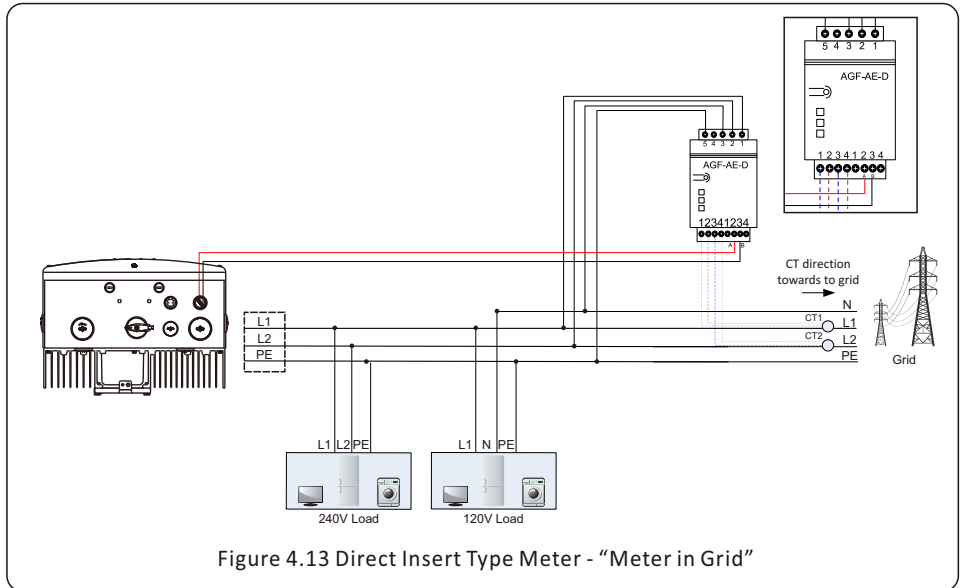 5 4 3 2 1
AGF-AE-D
1 2 3 4 1 2 3 4
A B
5 4 3 2 1
AGF-AE-D
1 2 3 4 1 2 3 4
A B
CT direction
towards to grid
N
CT1 L1
CT2 L2
PE
Grid
L1
L2
PE
L1 L2 PE
240V Load
L1 N PE
120V Load
Figure 4.13 Direct Insert Type Meter - “Meter in Grid”